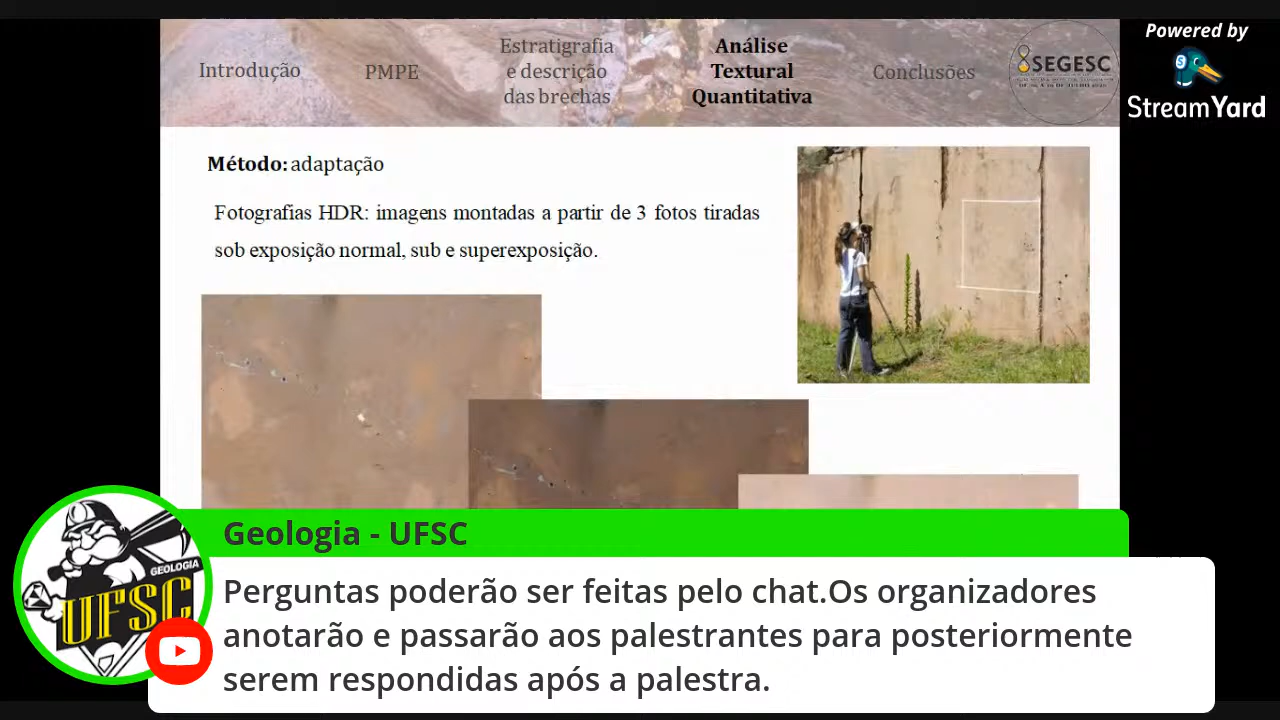 Powered by
StreamYard
Introdução
PMPE
Estratigrafia
e descrição
das brechas
Análise
Textural
Quantitativa
Conclusões
SEGESC
Método: adaptação
Fotografias HDR: imagens montadas a partir de 3 fotos tiradas
sob exposição normal, sub e superexposição.
Geologia - UFSC
GEOLOGIA
UFSC
Perguntas poderão ser feitas pelo chat.Os organizadores
anotarão e passarão aos palestrantes para posteriormente
serem respondidas após a palestra.